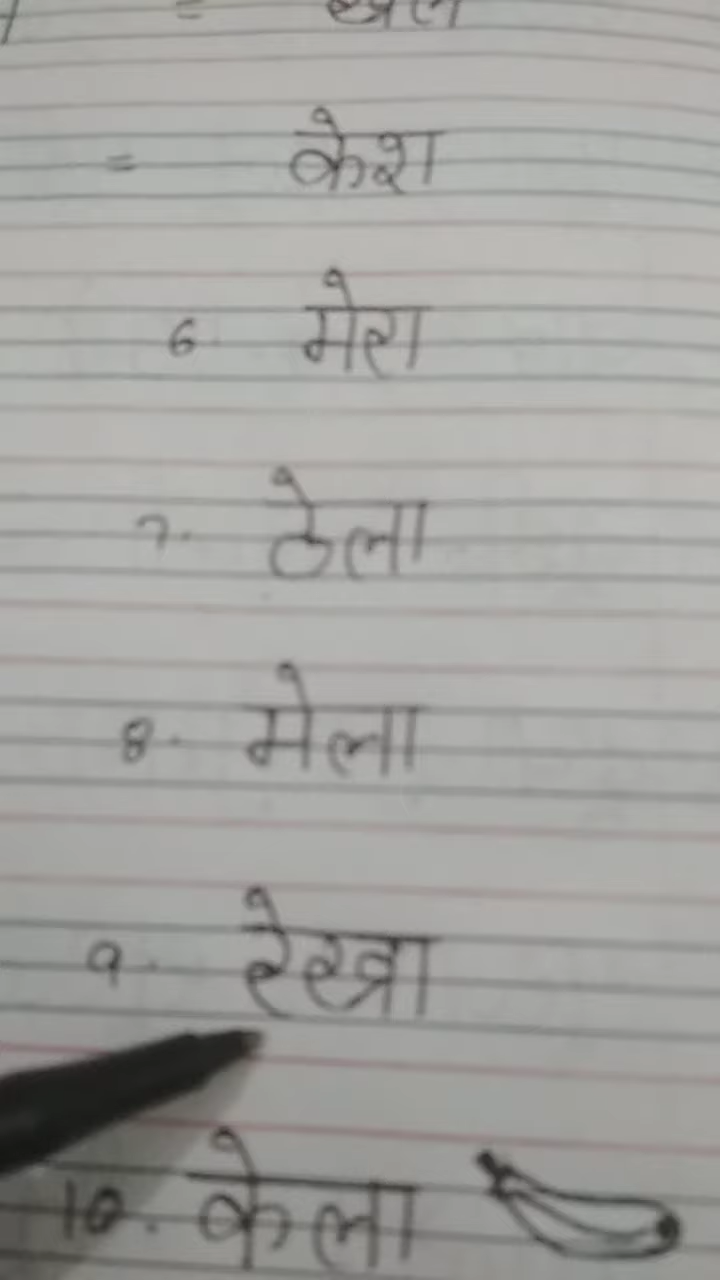 = खेल
= केश
6 मेरा
7. ठेला
8. मेला
9. रेखा
10. केला